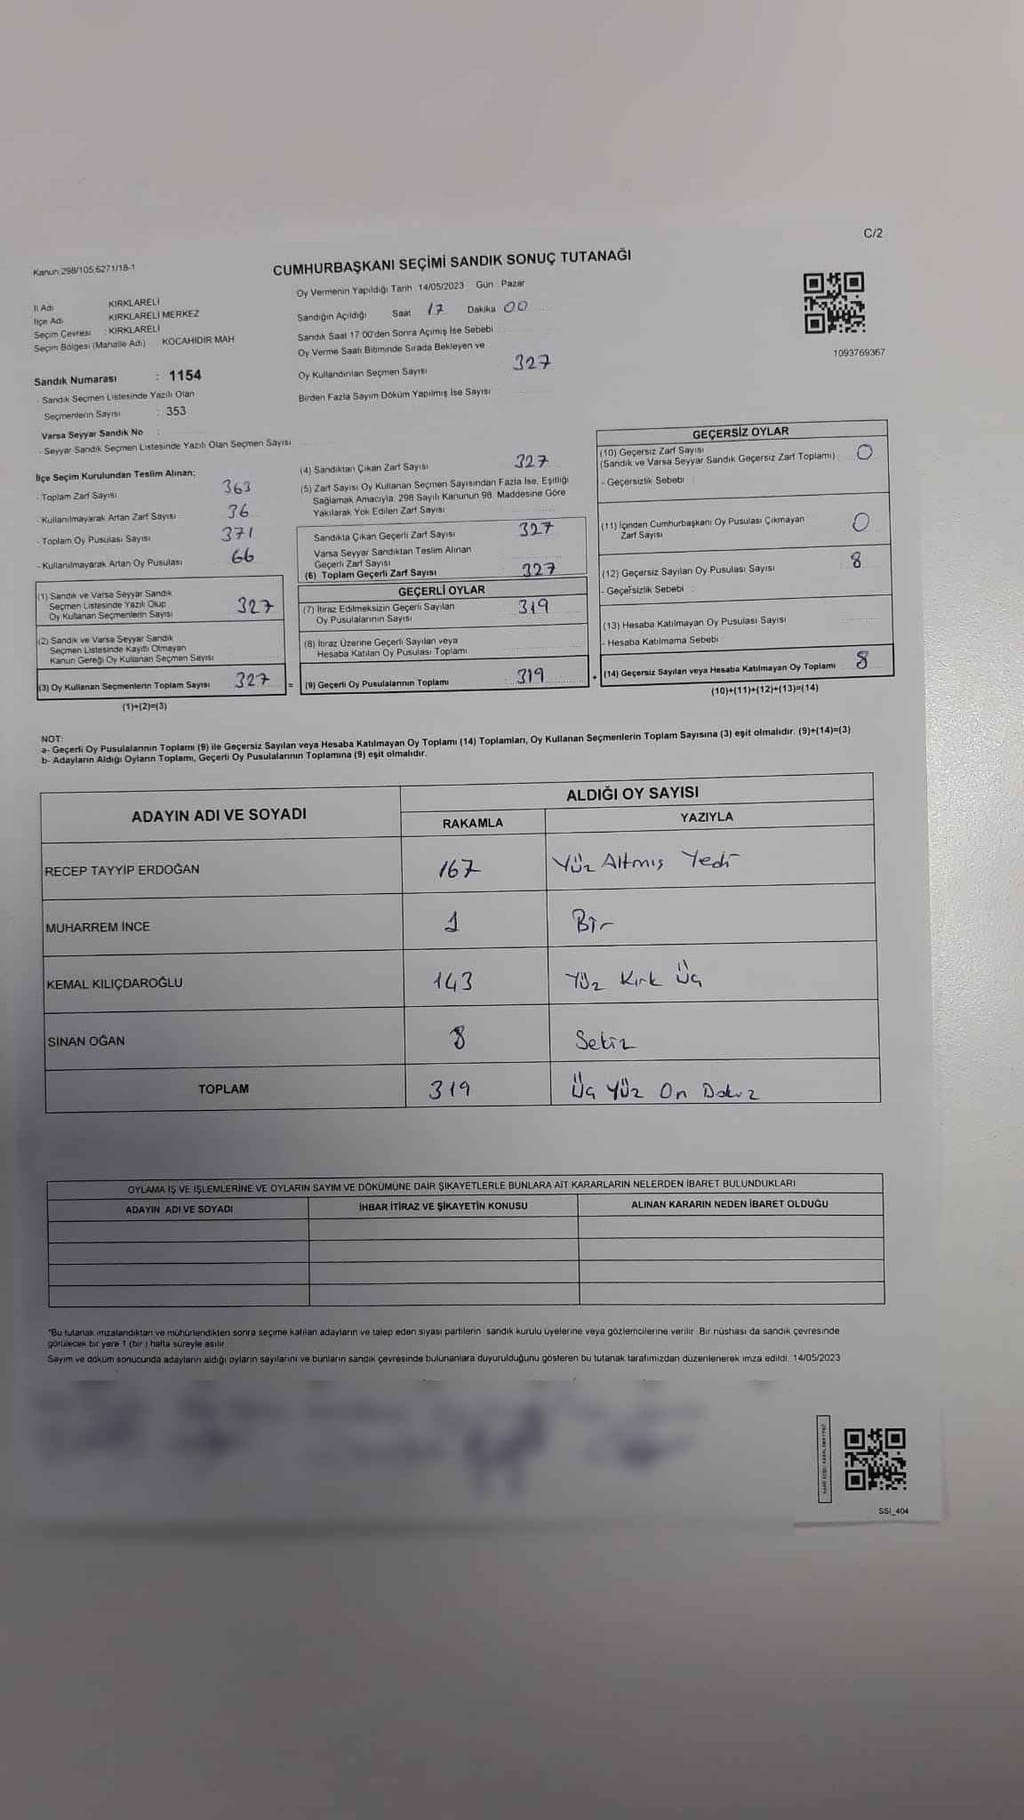 C/2
Kanun:298/105;6271/18-1
CUMHURBAŞKANI SEÇİMİ SANDIK SONUÇ TUTANAĞI
İl Adı KIRKLARELİ
İlçe Adı KIRKLARELİ MERKEZ
Seçim Çevresi : KIRKLARELİ
Seçim Bölgesi (Mahalle Adı) KOCAHIDIR MAH
Sandık Numarası : 1154
- Sandık Seçmen Listesinde Yazılı Olan
Seçmenlerin Sayısı : 353
Varsa Seyyar Sandık No :
- Seyyar Sandık Seçmen Listesinde Yazılı Olan Seçmen Sayısı
Oy Vermenin Yapıldığı Tarih 14/05/2023 Gün Pazar
Sandığın Açıldığı Saat 17 Dakika 00
Sandık Saat 17:00'den Sonra Açılmış İse Sebebi
Oy Verme Saati Bitiminde Sırada Bekleyen ve
Oy Kullandırılan Seçmen Sayısı 327
Birden Fazla Sayım Döküm Yapılmış İse Sayısı
1093769367
İlçe Seçim Kurulundan Teslim Alınan;
- Toplam Zarf Sayısı 363
- Kullanılmayarak Artan Zarf Sayısı 36
- Toplam Oy Pusulası Sayısı 371
- Kullanılmayarak Artan Oy Pusulası 66
(1) Sandık ve Varsa Seyyar Sandık
Seçmen Listesinde Yazılı Olup
Oy Kullanan Seçmenlerin Sayısı 327
(2) Sandık ve Varsa Seyyar Sandık
Seçmen Listesinde Kayıtlı Olmayan
Kanun Gereği Oy Kullanan Seçmen Sayısı
(3) Oy Kullanan Seçmenlerin Toplam Sayısı 327 =
(1)+(2)=(3)
(4) Sandıktan Çıkan Zarf Sayısı 327
(5) Zarf Sayısı Oy Kullanan Seçmen Sayısından Fazla İse, Eşitliği
Sağlamak Amacıyla, 298 Sayılı Kanunun 98. Maddesine Göre
Yakılarak Yok Edilen Zarf Sayısı
Sandıkta Çıkan Geçerli Zarf Sayısı 327
Varsa Seyyar Sandıktan Teslim Alınan
Geçerli Zarf Sayısı
(6) Toplam Geçerli Zarf Sayısı 327
GEÇERLİ OYLAR
(7) İtiraz Edilmeksizin Geçerli Sayılan
Oy Pusulalarının Sayısı 319
(8) İtiraz Üzerine Geçerli Sayılan veya
Hesaba Katılan Oy Pusulası Toplamı
(9) Geçerli Oy Pusulalarının Toplamı 319 +
GEÇERSİZ OYLAR
(10) Geçersiz Zarf Sayısı
(Sandık ve Varsa Seyyar Sandık Geçersiz Zarf Toplamı) 0
- Geçersizlik Sebebi :
(11) İçinden Cumhurbaşkanı Oy Pusulası Çıkmayan
Zarf Sayısı 0
(12) Geçersiz Sayılan Oy Pusulası Sayısı 8
- Geçersizlik Sebebi :
(13) Hesaba Katılmayan Oy Pusulası Sayısı
- Hesaba Katılmama Sebebi
(14) Geçersiz Sayılan veya Hesaba Katılmayan Oy Toplamı 8
(10)+(11)+(12)+(13)=(14)
NOT:
a- Geçerli Oy Pusulalarının Toplamı (9) ile Geçersiz Sayılan veya Hesaba Katılmayan Oy Toplamı (14) Toplamları, Oy Kullanan Seçmenlerin Toplam Sayısına (3) eşit olmalıdır. (9)+(14)=(3)
b- Adayların Aldığı Oyların Toplamı, Geçerli Oy Pusulalarının Toplamına (9) eşit olmalıdır.
ADAYIN ADI VE SOYADI ALDIĞI OY SAYISI
RAKAMLA YAZIYLA
RECEP TAYYİP ERDOĞAN 167 Yüz Altmış Yedi
MUHARREM İNCE 1 Bir
KEMAL KILIÇDAROĞLU 143 Yüz Kırk Üç
SİNAN OĞAN 8 Sekiz
TOPLAM 319 Üç Yüz On Dokuz
OYLAMA İŞ VE İŞLEMLERİNE VE OYLARIN SAYIM VE DÖKÜMÜNE DAİR ŞİKAYETLERLE BUNLARA AİT KARARLARIN NELERDEN İBARET BULUNDUKLARI
ADAYIN ADI VE SOYADI İHBAR İTİRAZ VE ŞİKAYETİN KONUSU ALINAN KARARIN NEDEN İBARET OLDUĞU
*Bu tutanak imzalandıktan ve mühürlendikten sonra seçime katılan adayların ve talep eden siyasi partilerin sandık kurulu üyelerine veya gözlemcilerine verilir. Bir nüshası da sandık çevresinde
görülecek bir yere 1 (bir ) hafta süreyle asılır.
Sayım ve döküm sonucunda adayların aldığı oyların sayılarını ve bunların sandık çevresinde bulunanlara duyurulduğunu gösteren bu tutanak tarafımızdan düzenlenerek imza edildi. 14/05/2023
SSI_404